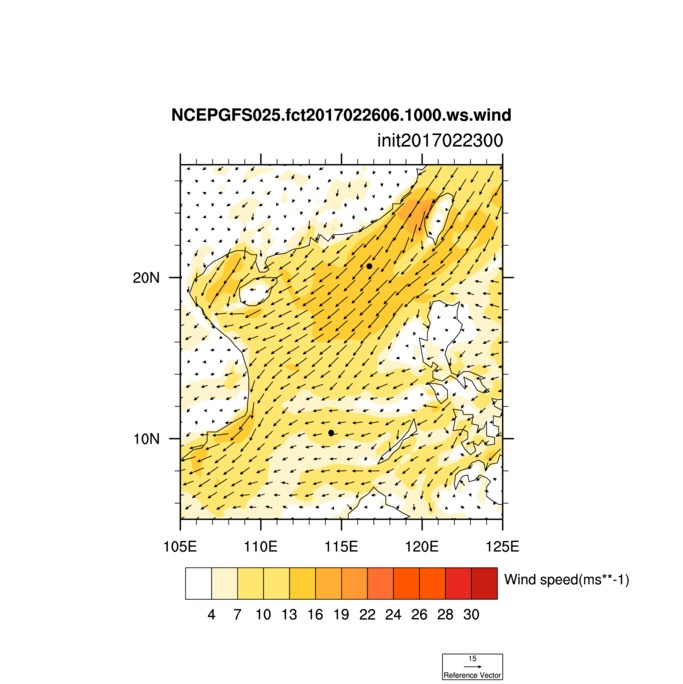 NCEPGFS025.fct2017022606.1000.ws.wind
init2017022300
20N
10N
105E 110E 115E 120E 125E
Wind speed(ms**-1)
4 7 10 13 16 19 22 24 26 28 30
15
Reference Vector